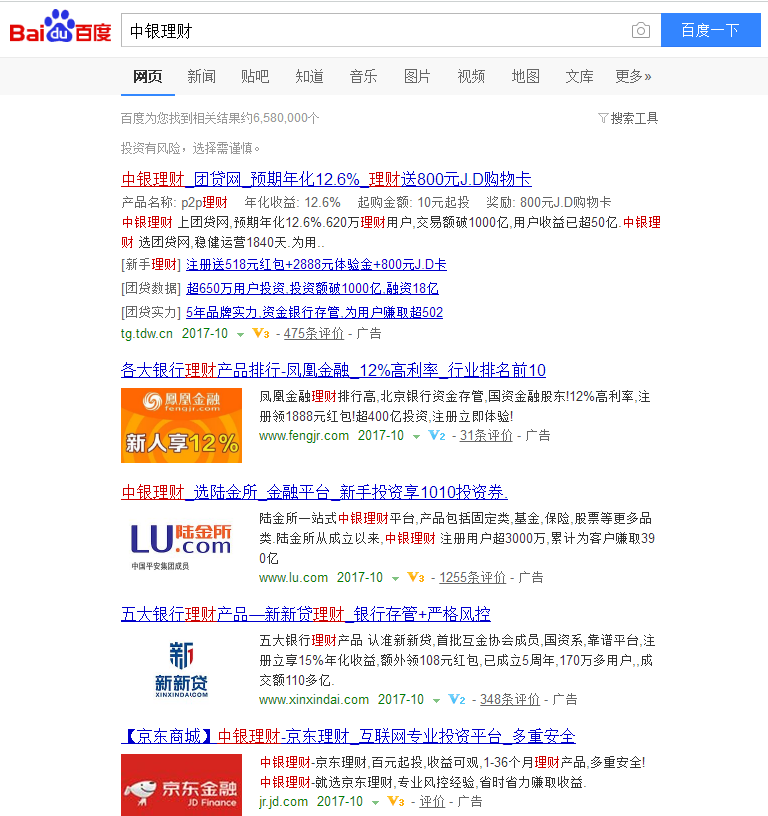 Bai du 百度 中银理财 百度一下
网页 新闻 贴吧 知道 音乐 图片 视频 地图 文库 更多»
百度为您找到相关结果约6,580,000个 搜索工具
投资有风险，选择需谨慎。
中银理财_团贷网_预期年化12.6%_理财送800元J.D购物卡
产品名称: p2p理财 年化收益: 12.6% 起购金额: 10元起投 奖励: 800元J.D购物卡
中银理财 上团贷网,预期年化12.6%.620万理财用户,交易额破1000亿,用户收益已超50亿.中银理
财 选团贷网,稳健运营1840天.为用..
[新手理财] 注册送518元红包+2888元体验金+800元J.D卡
[团贷数据] 超650万用户投资,投资额破1000亿,融资18亿
[团贷实力] 5年品牌实力,资金银行存管,为用户赚取超502
tg.tdw.cn 2017-10 V3 - 475条评价 - 广告
各大银行理财产品排行-凤凰金融_12%高利率_行业排名前10
鳳凰金融
fengjr.com
新人享12%
凤凰金融理财排行高,北京银行资金存管,国资金融股东!12%高利率,注
册领1888元红包!超400亿投资,注册立即体验!
www.fengjr.com 2017-10 V2 - 31条评价 - 广告
中银理财_选陆金所_金融平台_新手投资享1010投资券.
LU.com 陆金所
中国平安集团成员
陆金所一站式中银理财平台,产品包括固定类,基金,保险,股票等更多品
类.陆金所从成立以来,中银理财 注册用户超3000万,累计为客户赚取39
0亿
www.lu.com 2017-10 V3 - 1255条评价 - 广告
五大银行理财产品—新新贷理财_银行存管+严格风控
新新贷
XINXINDAI.COM
五大银行理财产品 认准新新贷,首批互金协会成员,国资系,靠谱平台,注
册立享15%年化收益,额外领108元红包,已成立5周年,170万多用户,,成
交额110多亿.
www.xinxindai.com 2017-10 V2 - 348条评价 - 广告
【京东商城】中银理财-京东理财_互联网专业投资平台_多重安全
京东金融
JD Finance
中银理财-京东理财,百元起投,收益可观,1-36个月理财产品,多重安全!
中银理财-就选京东理财,专业风控经验,省时省力赚取收益.
jr.jd.com 2017-10 V3 - 评价 - 广告